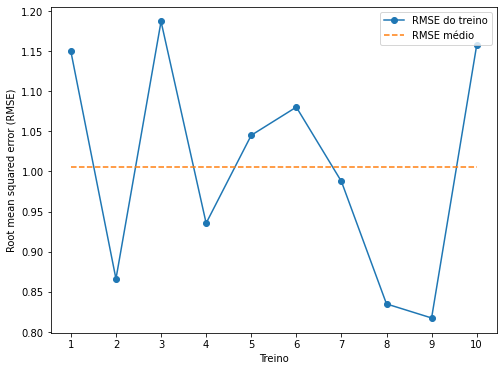 1.20
1.15
1.10
1.05
1.00
0.95
0.90
0.85
0.80
Root mean squared error (RMSE)
RMSE do treino
RMSE médio
1 2 3 4 5 6 7 8 9 10
Treino